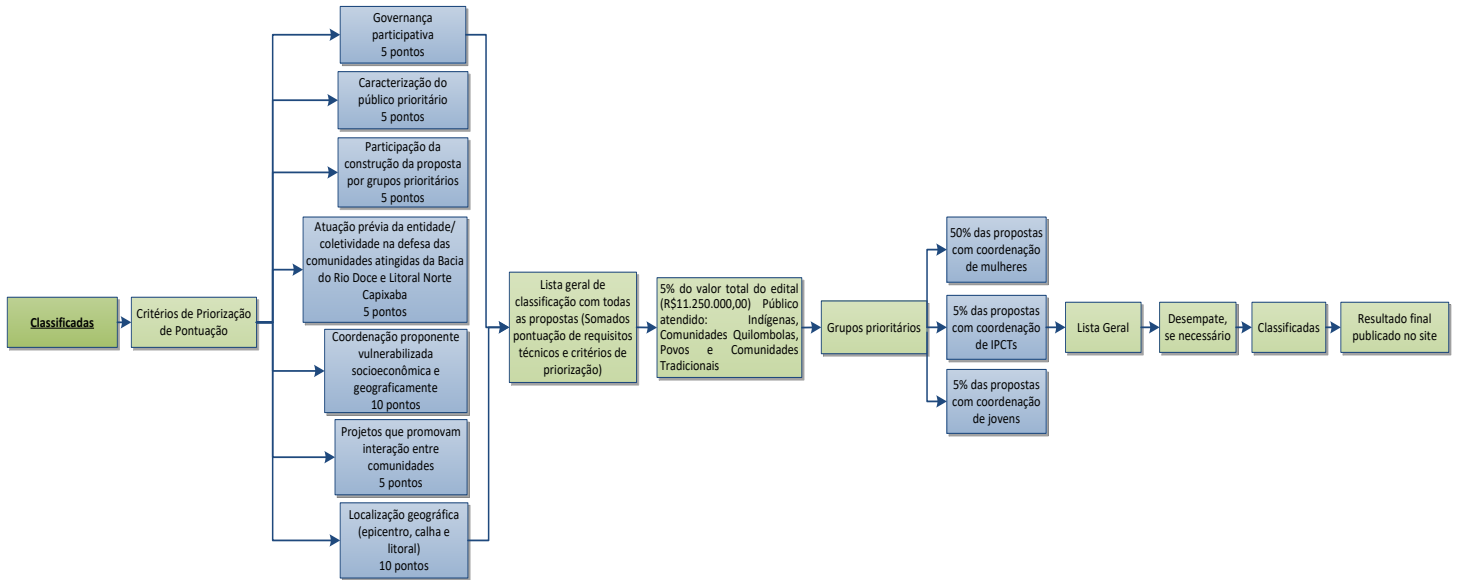 Classificadas
Critérios de Priorização
de Pontuação
Governança
participativa
5 pontos
Caracterização do
público prioritário
5 pontos
Participação da
construção da proposta
por grupos prioritários
5 pontos
Atuação prévia da entidade/
coletividade na defesa das
comunidades atingidas da Bacia
do Rio Doce e Litoral Norte
Capixaba
5 pontos
Coordenação proponente
vulnerabilizada
socioeconômica e
geograficamente
10 pontos
Projetos que promovam
interação entre
comunidades
5 pontos
Localização geográfica
(epicentro, calha e
litoral)
10 pontos
Lista geral de
classificação com todas
as propostas (Somados
pontuação de requisitos
técnicos e critérios de
priorização)
5% do valor total do edital
(R$11.250.000,00) Público
atendido: Indígenas,
Comunidades Quilombolas,
Povos e Comunidades
Tradicionais
Grupos prioritários
50% das propostas
com coordenação
de mulheres
5% das propostas
com coordenação
de IPCTs
5% das propostas
com coordenação
de jovens
Lista Geral
Desempate,
se necessário
Classificadas
Resultado final
publicado no site